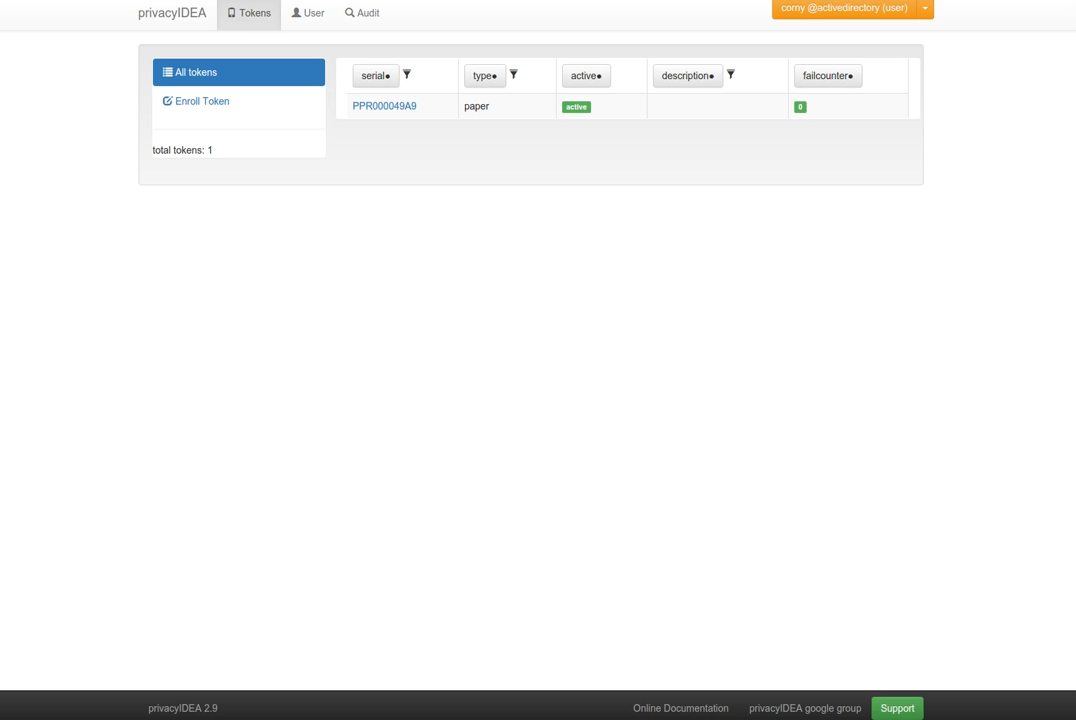 privacyIDEA Tokens User Audit corny @activedirectory (user)
All tokens
Enroll Token
total tokens: 1
serial● type● active● description● failcounter●
PPR000049A9 paper active 0
privacyIDEA 2.9 Online Documentation privacyIDEA google group Support